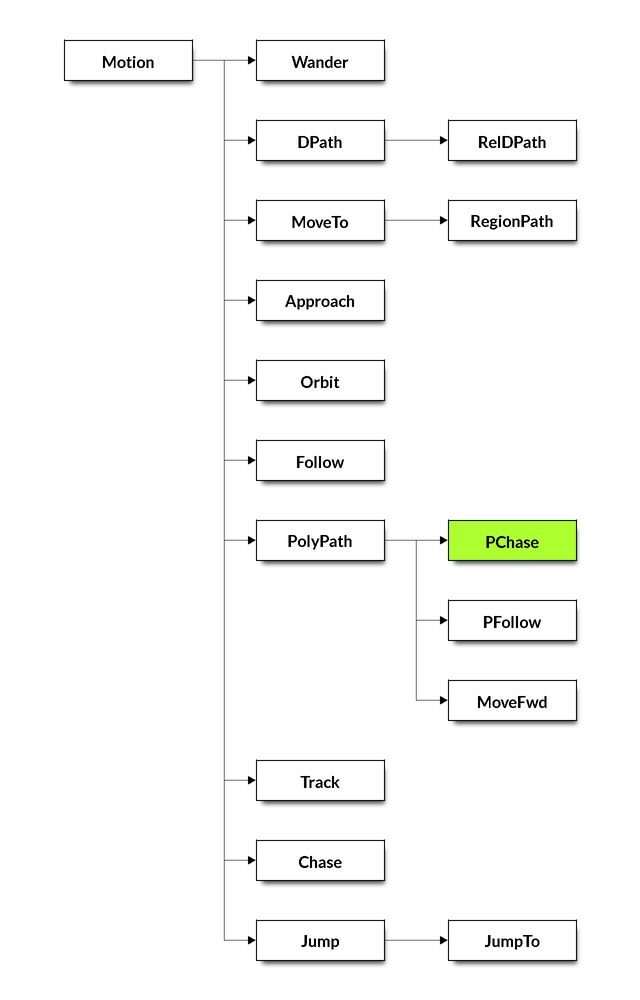 Motion
Wander
DPath
RelDPath
MoveTo
RegionPath
Approach
Orbit
Follow
PolyPath
PChase
PFollow
MoveFwd
Track
Chase
Jump
JumpTo